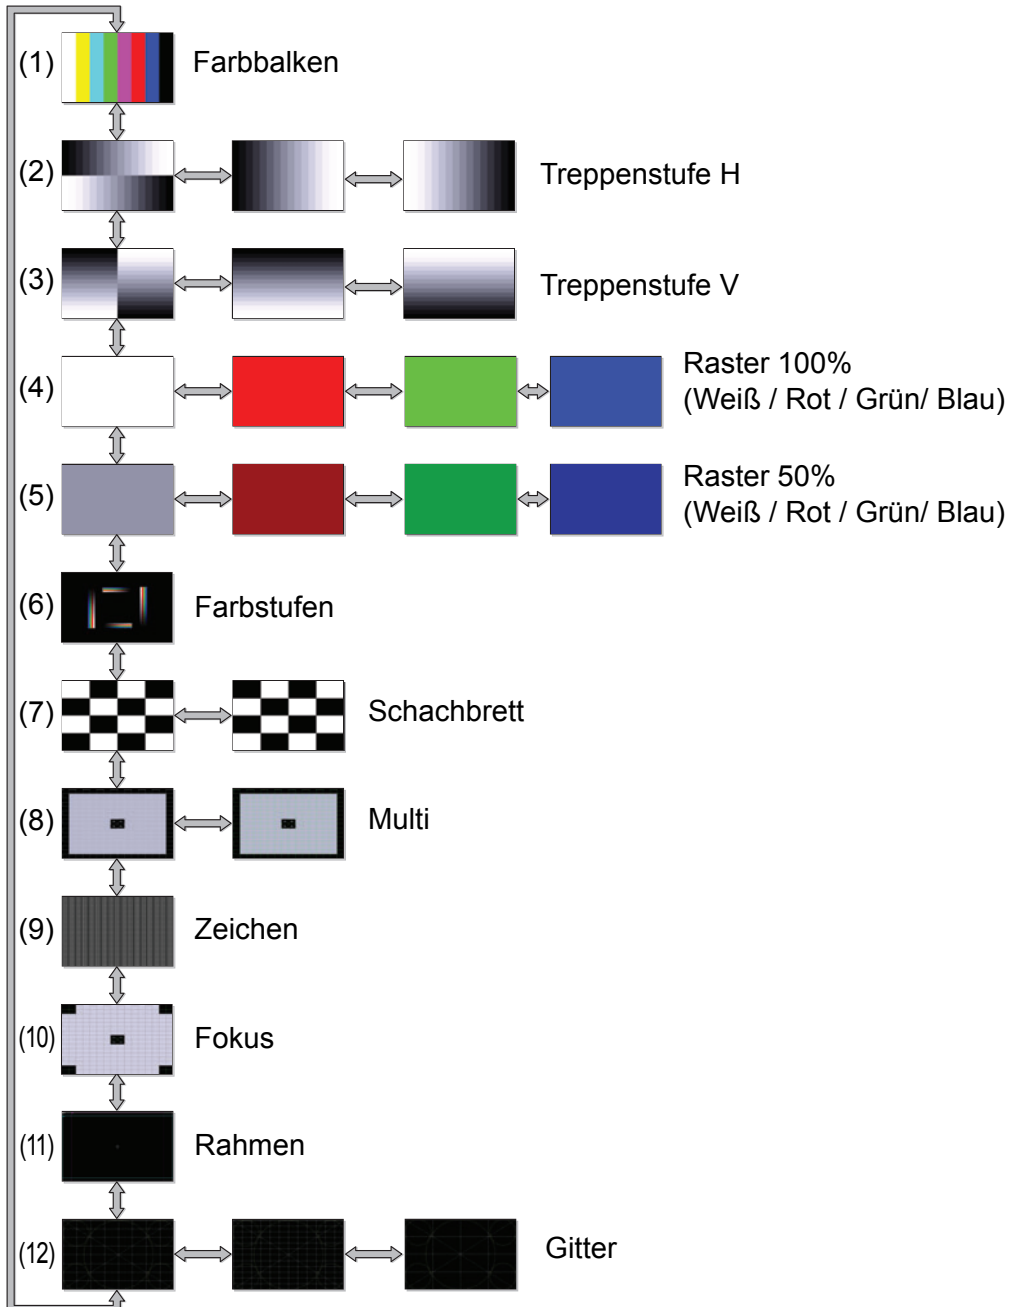 (1) Farbbalken
(2) Treppenstufe H
(3) Treppenstufe V
(4) Raster 100%
(Weiß / Rot / Grün/ Blau)
(5) Raster 50%
(Weiß / Rot / Grün/ Blau)
(6) Farbstufen
(7) Schachbrett
(8) Multi
(9) Zeichen
(10) Fokus
(11) Rahmen
(12) Gitter